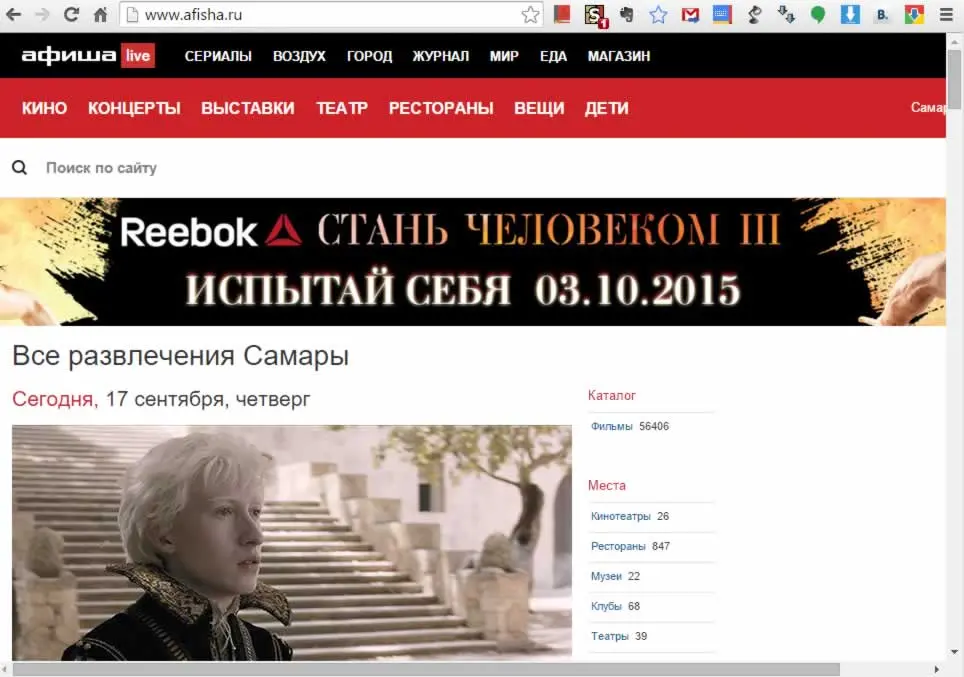 www.afisha.ru
афиша live СЕРИАЛЫ ВОЗДУХ ГОРОД ЖУРНАЛ МИР ЕДА МАГАЗИН
КИНО КОНЦЕРТЫ ВЫСТАВКИ ТЕАТР РЕСТОРАНЫ ВЕЩИ ДЕТИ Самар
Поиск по сайту
Reebok СТАНЬ ЧЕЛОВЕКОМ III
ИСПЫТАЙ СЕБЯ 03.10.2015
Все развлечения Самары
Сегодня, 17 сентября, четверг
Каталог
Фильмы 56406
Места
Кинотеатры 26
Рестораны 847
Музеи 22
Клубы 68
Театры 39